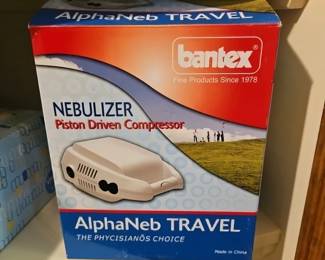 AlphaNeb TRAVEL
bantex®
Fine Products Since 1978
NEBULIZER
Piston Driven Compressor
AlphaNeb TRAVEL
THE PHYCISIANÕS CHOICE
Made in China